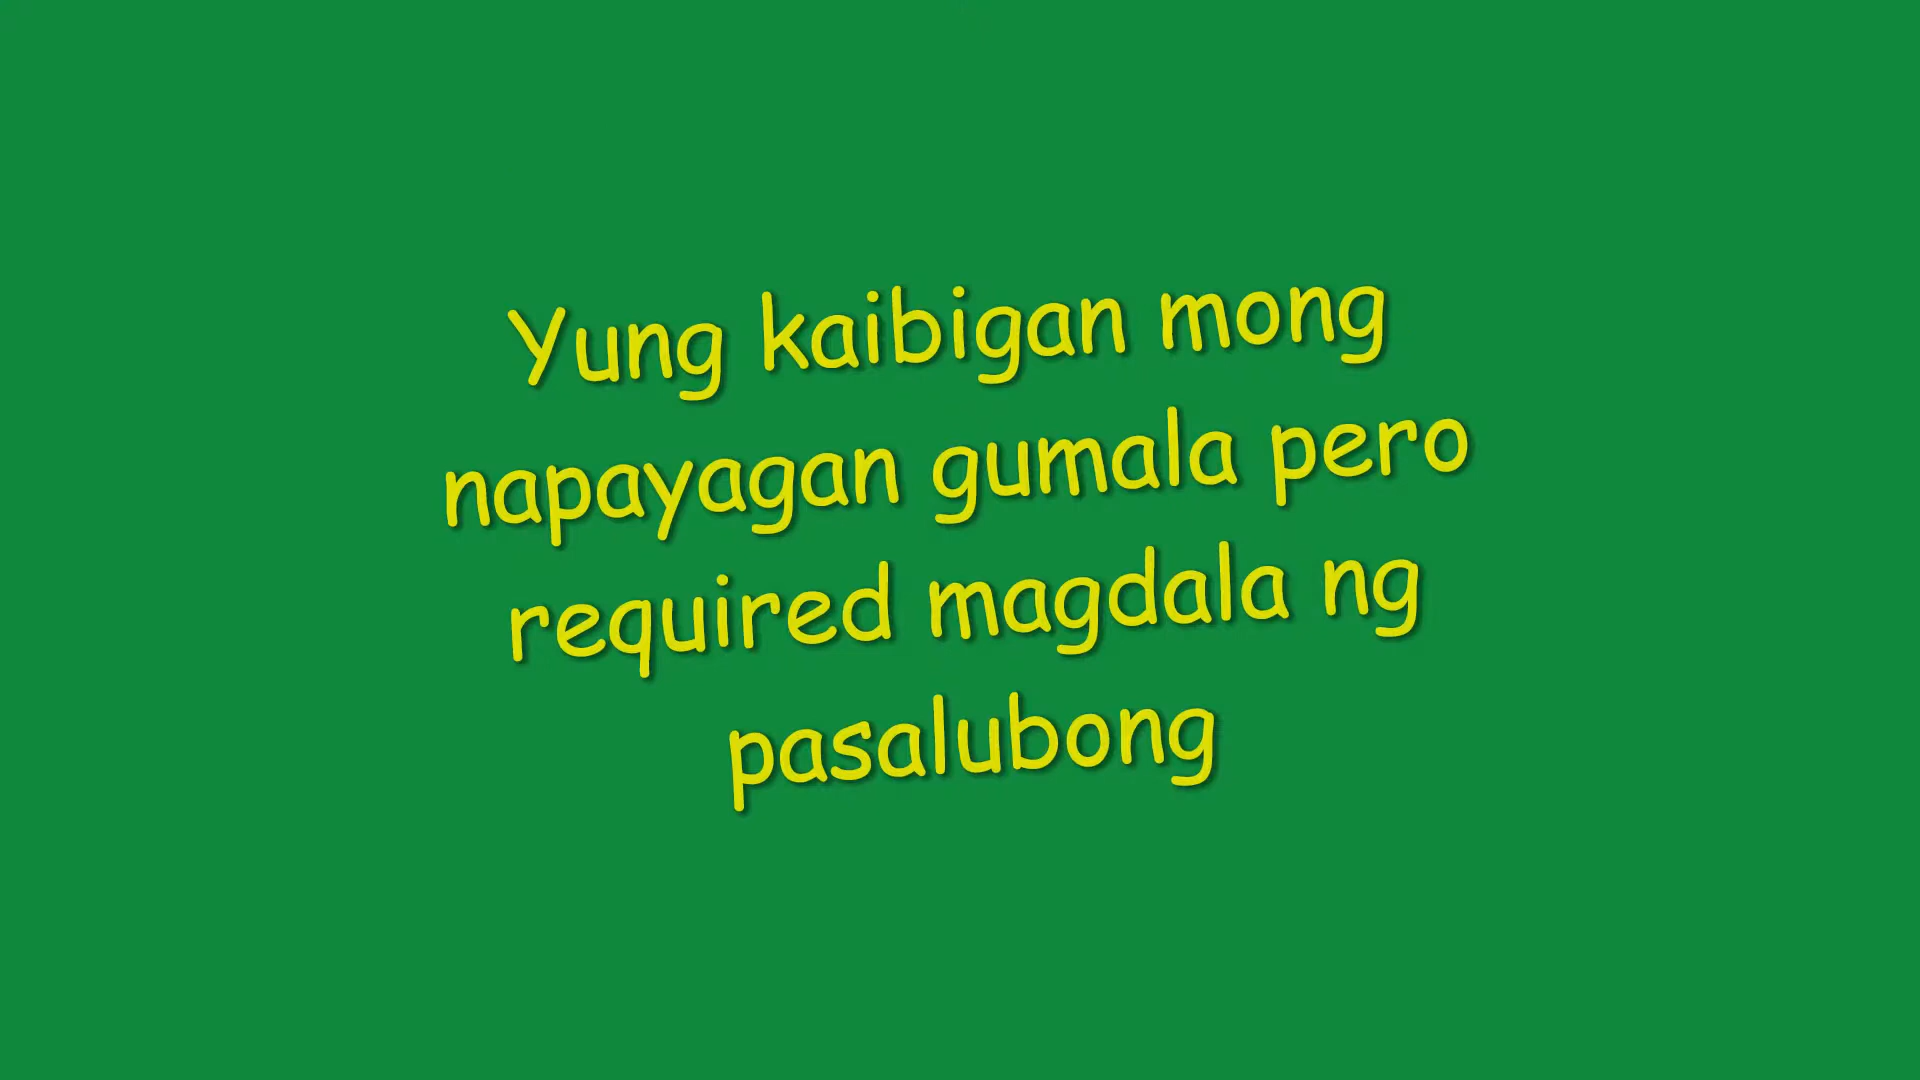 Yung kaibigan mong
napayagan gumala pero
required magdala ng
pasalubong